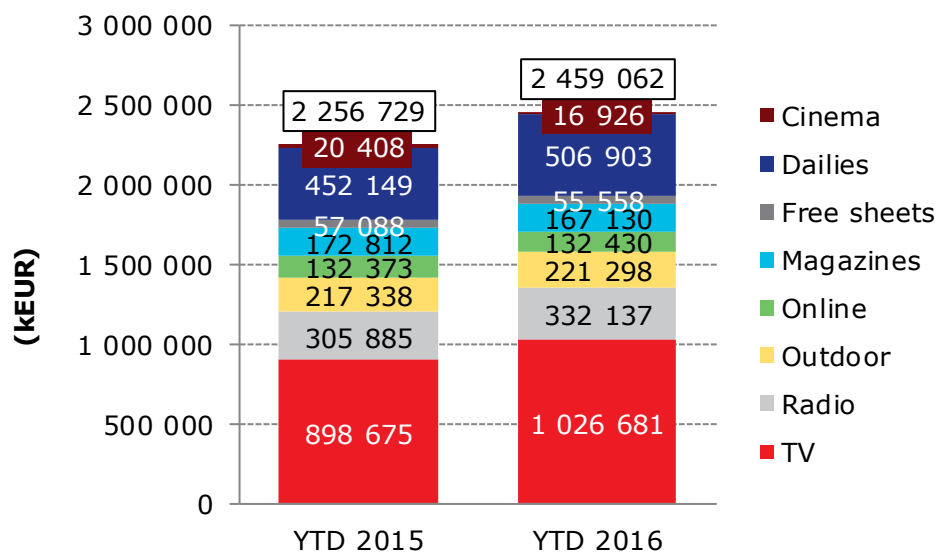 (kEUR)
3 000 000
2 500 000
2 000 000
1 500 000
1 000 000
500 000
0
2 256 729
20 408
452 149
57 088
172 812
132 373
217 338
305 885
898 675
YTD 2015
2 459 062
16 926
506 903
55 558
167 130
132 430
221 298
332 137
1 026 681
YTD 2016
Cinema
Dailies
Free sheets
Magazines
Online
Outdoor
Radio
TV